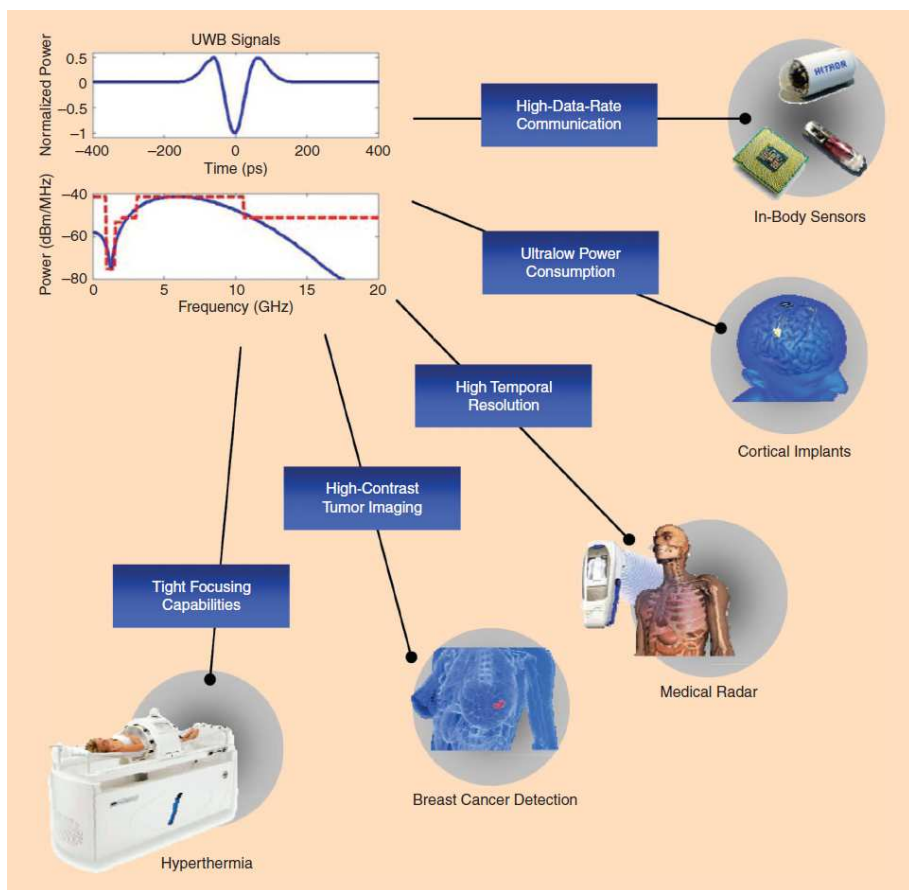 UWB Signals
Normalized Power
0.5
0
−0.5
−1
−400
−200
0
200
400
Time (ps)
Power (dBm/MHz)
−40
−60
−80
0
5
10
15
20
Frequency (GHz)
High-Data-Rate
Communication
HITRON
In-Body Sensors
Ultralow Power
Consumption
Cortical Implants
High Temporal
Resolution
Medical Radar
High-Contrast
Tumor Imaging
Breast Cancer Detection
Tight Focusing
Capabilities
Hyperthermia